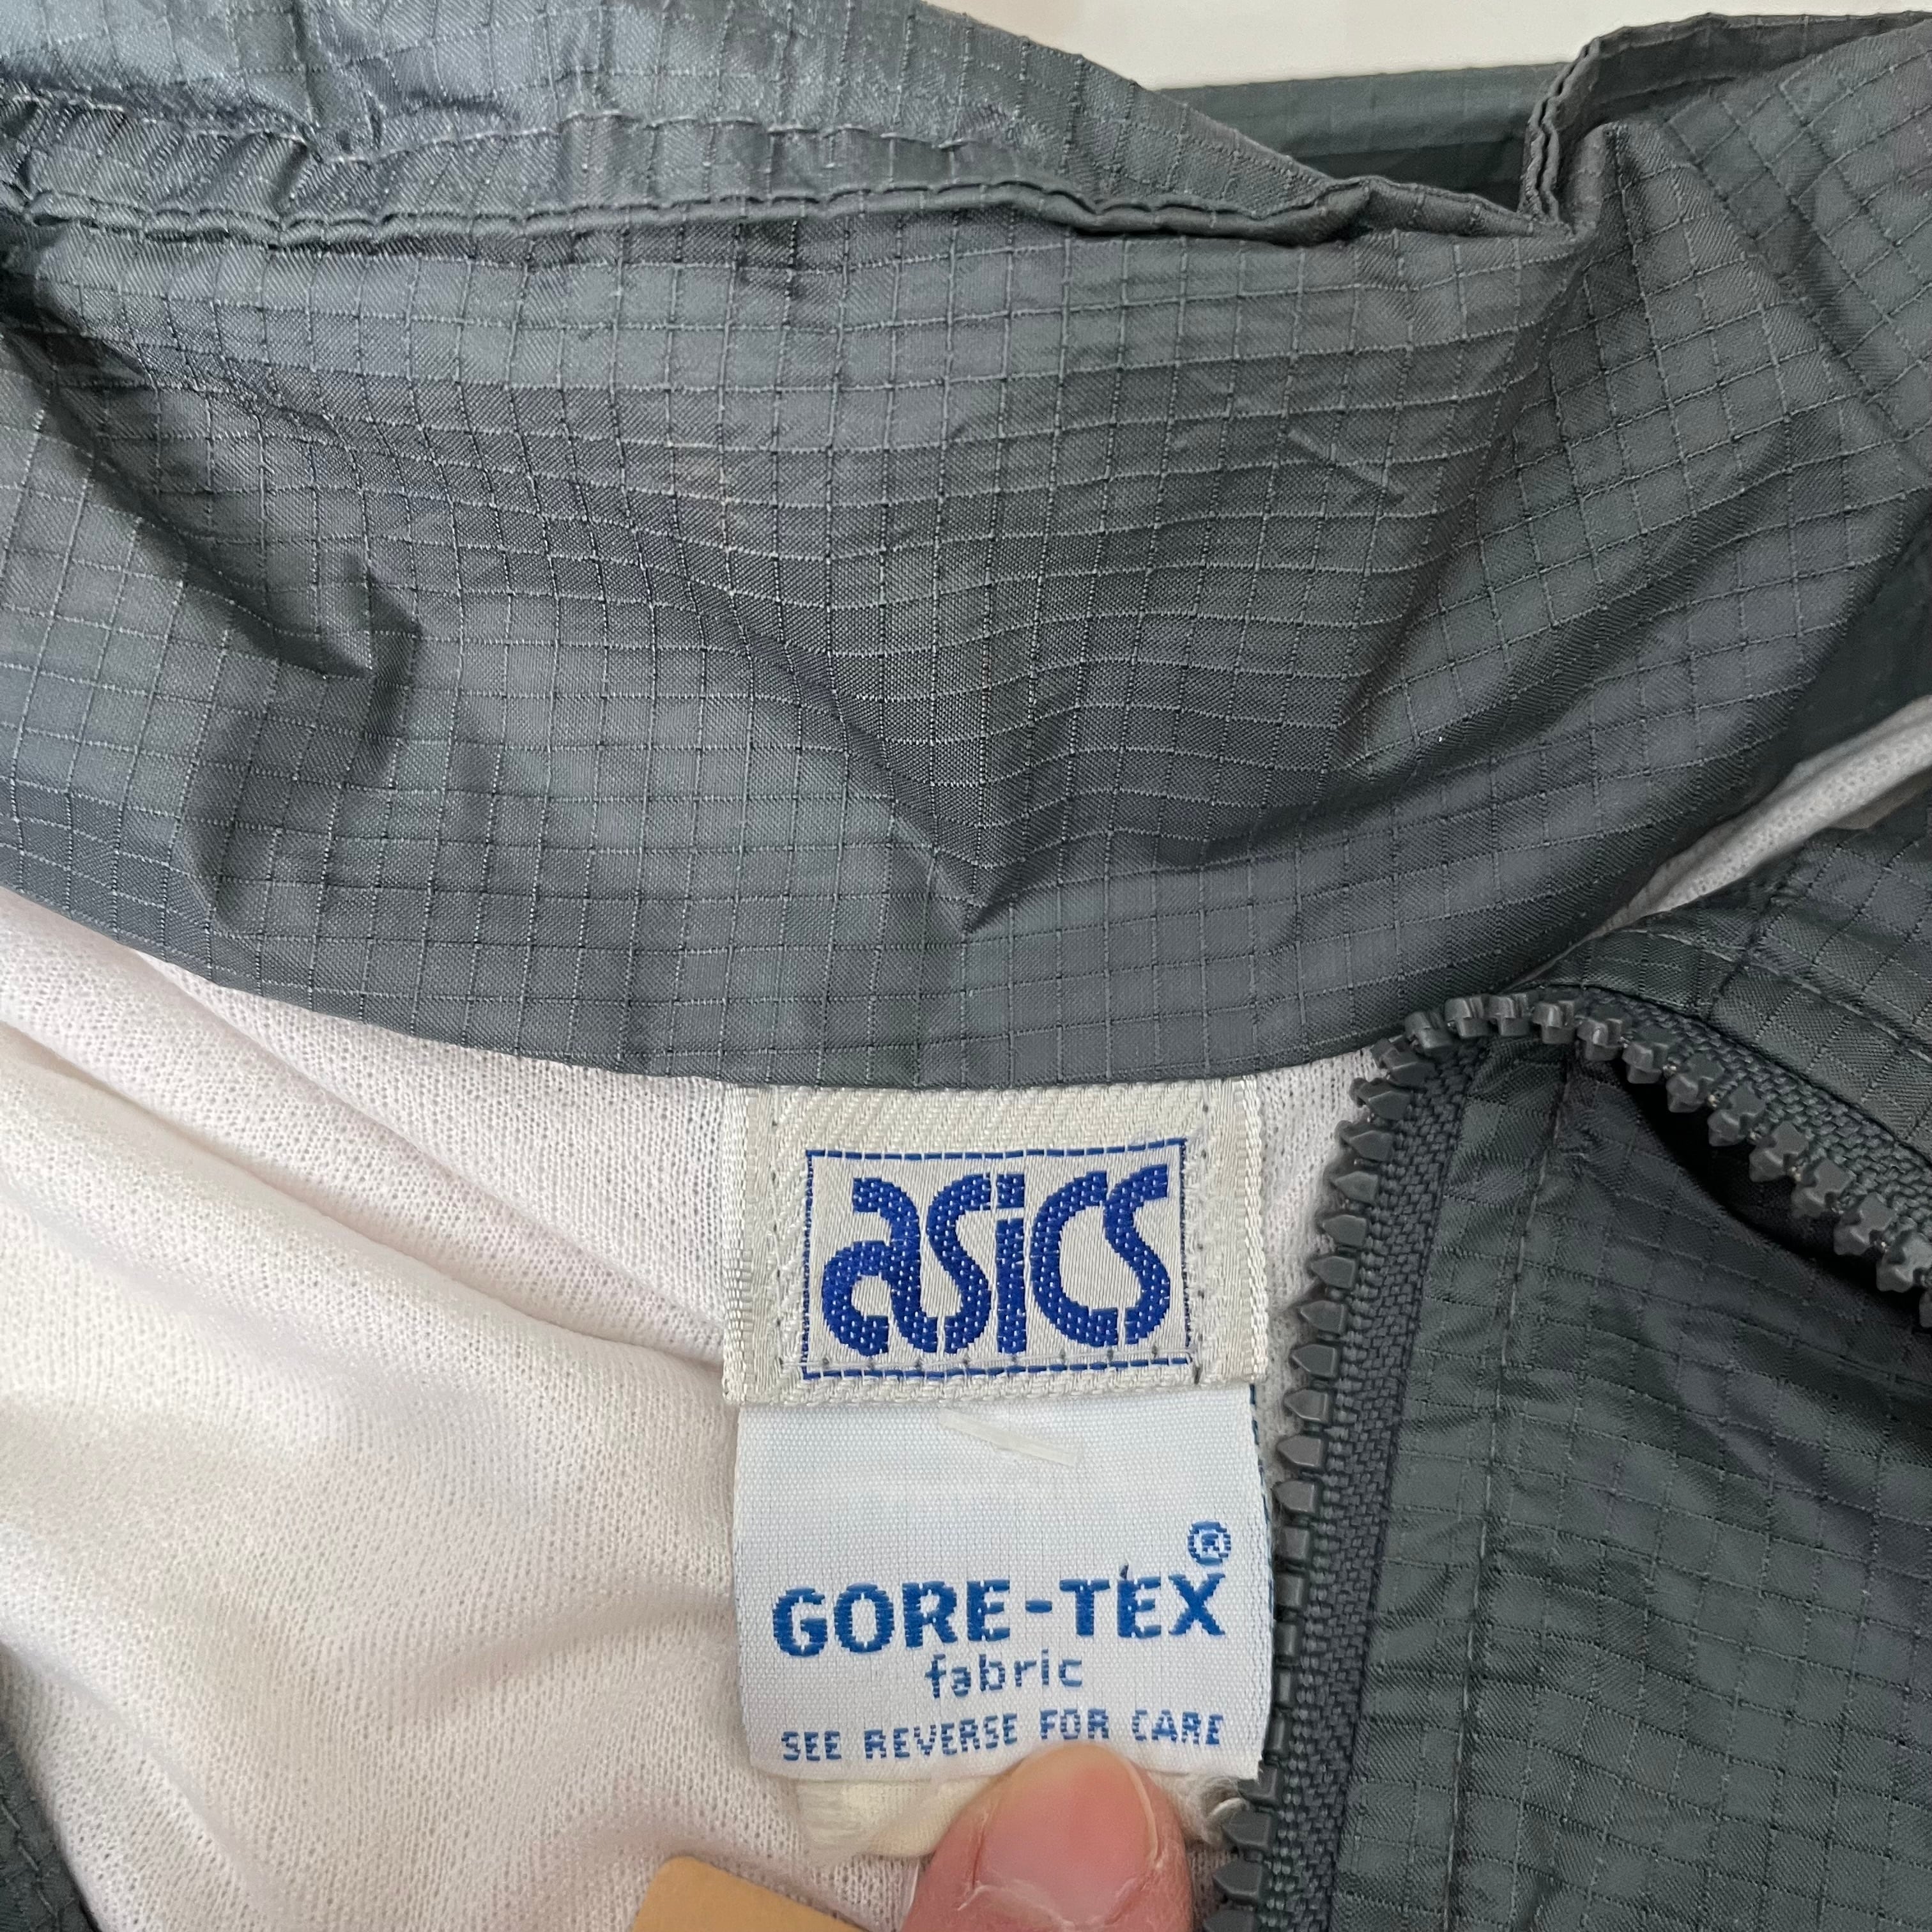 asics
GORE-TEX®
fabric
SEE REVERSE FOR CARE